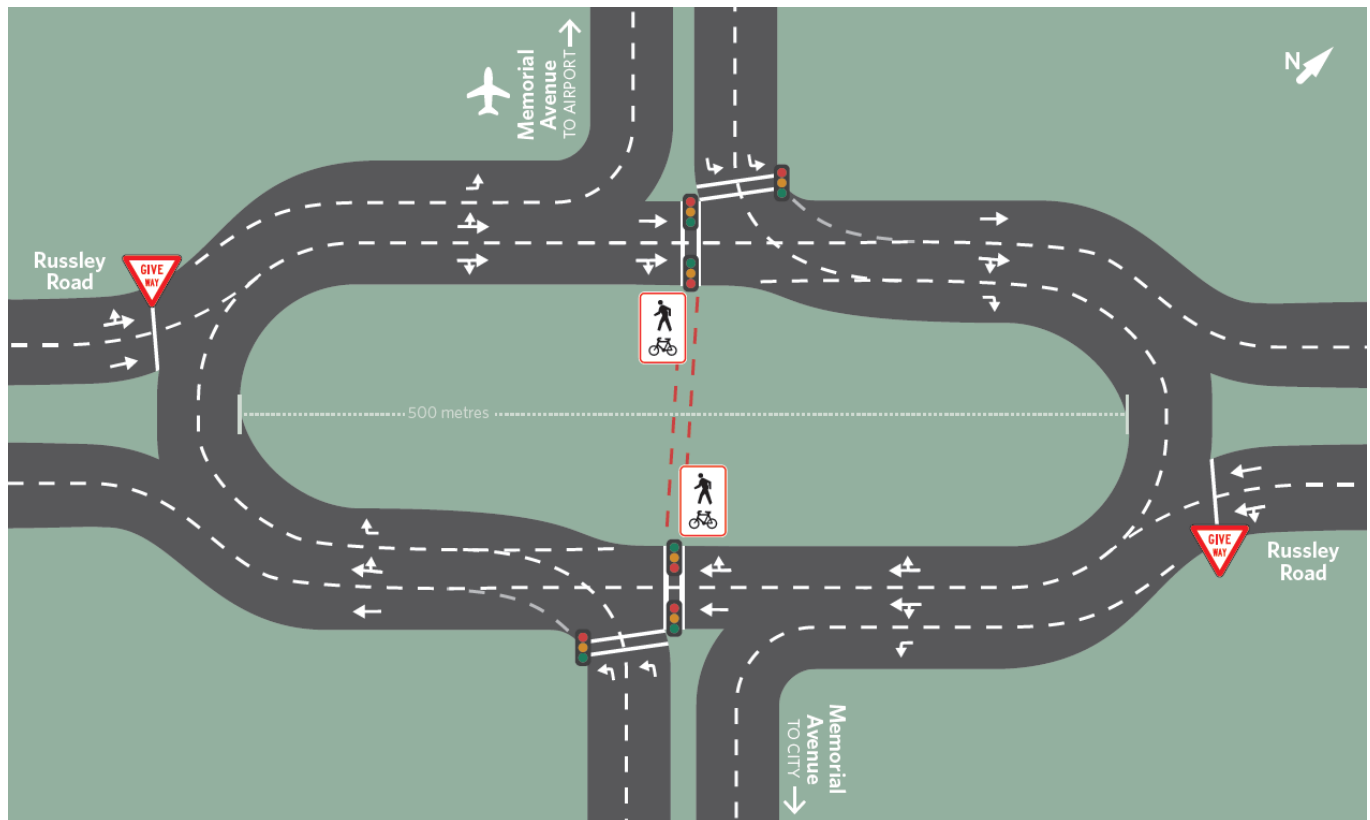 Memorial
Avenue
TO AIRPORT
N
Russley
Road
GIVE
WAY
500 metres
GIVE
WAY
Russley
Road
Memorial
Avenue
TO CITY